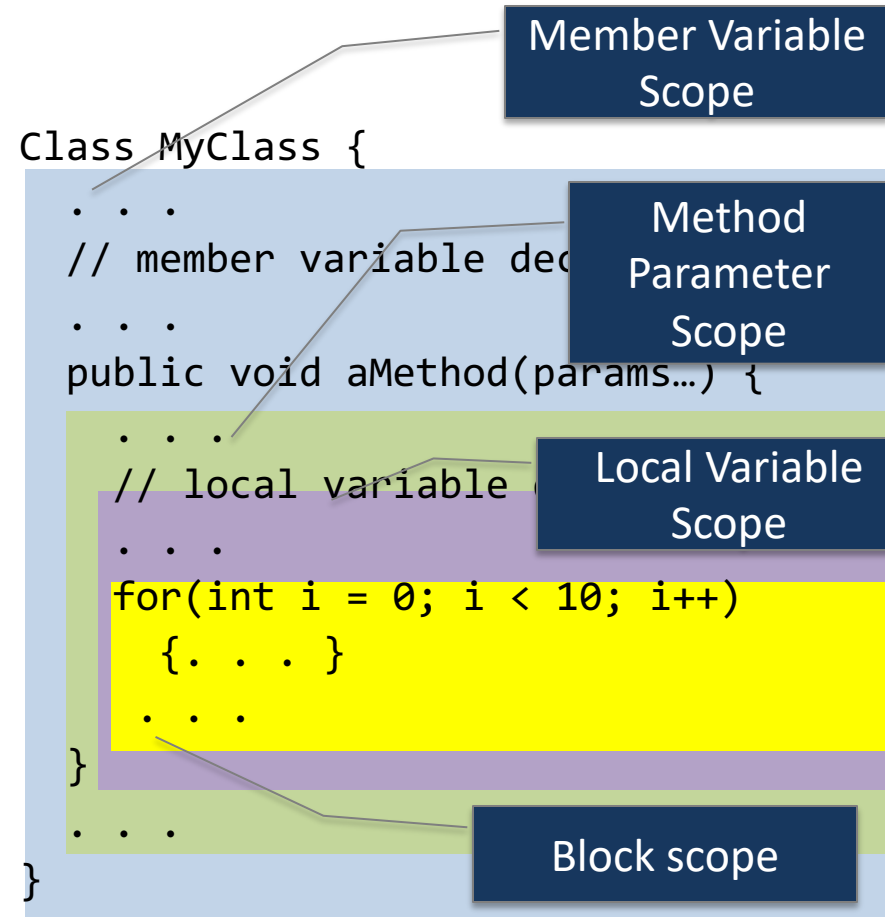 Member Variable
Scope
Class MyClass {
. . .
// member variable dec
Method
Parameter
Scope
. . .
public void aMethod(params…) {
. . .
// local variable
Local Variable
Scope
. . .
for(int i = 0; i < 10; i++)
{. . . }
. . .
}
. . .
Block scope
}